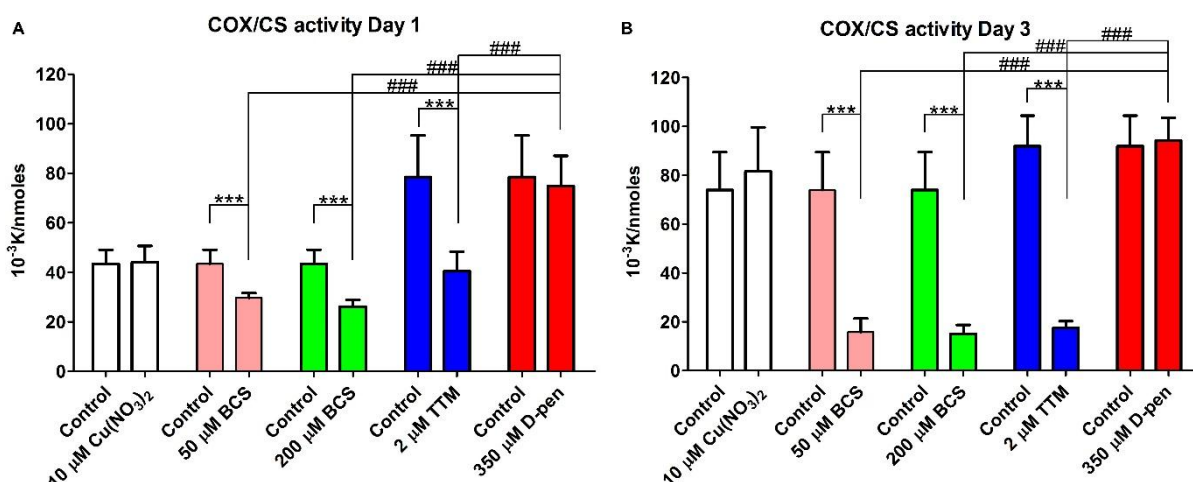 A
COX/CS activity Day 1
###
###
###
***
***
***
10⁻³K/nmoles
120
100
80
60
40
20
0
Control
10 μM Cu(NO₃)₂
Control
50 μM BCS
Control
200 μM BCS
Control
2 μM TTM
Control
350 μM D-pen
B
COX/CS activity Day 3
###
###
###
***
***
***
10⁻³K/nmoles
120
100
80
60
40
20
0
Control
10 μM Cu(NO₃)₂
Control
50 μM BCS
Control
200 μM BCS
Control
2 μM TTM
Control
350 μM D-pen